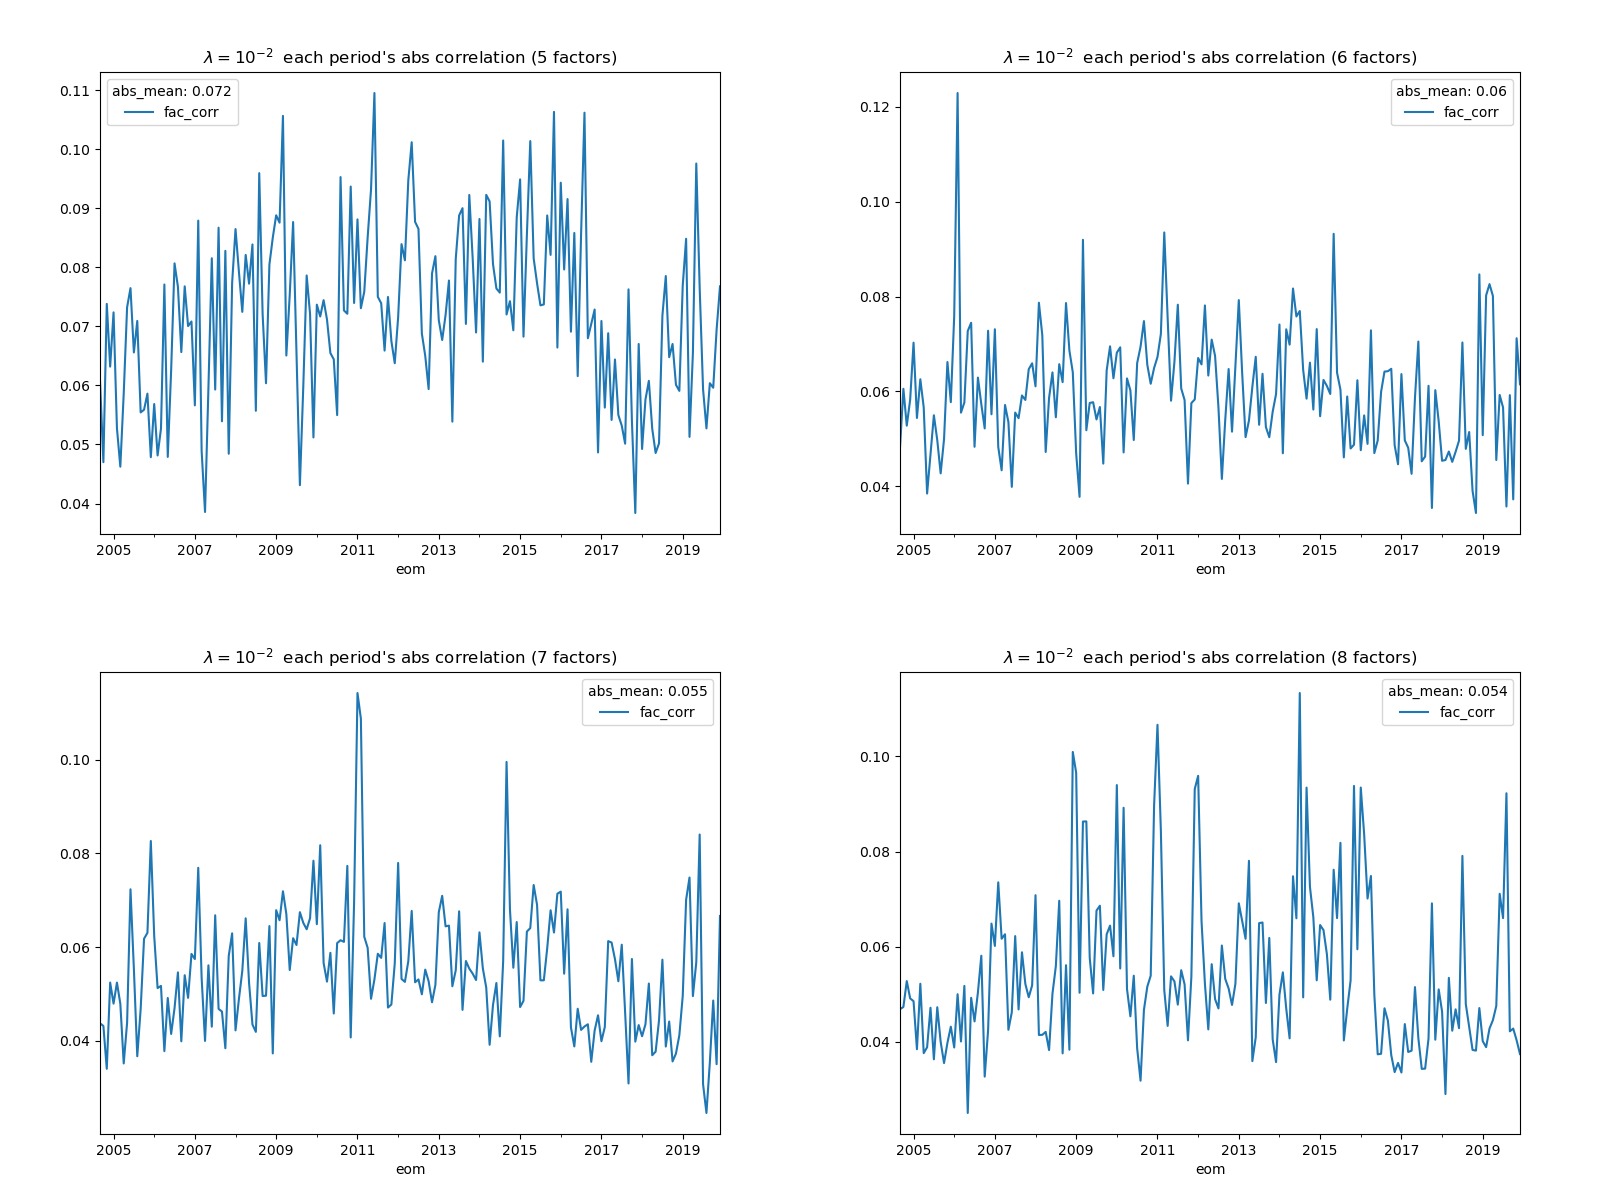 λ = 10⁻² each period's abs correlation (5 factors)
abs_mean: 0.072
fac_corr
0.11
0.10
0.09
0.08
0.07
0.06
0.05
0.04
2005 2007 2009 2011 2013 2015 2017 2019
eom
λ = 10⁻² each period's abs correlation (6 factors)
abs_mean: 0.06
fac_corr
0.12
0.10
0.08
0.06
0.04
2005 2007 2009 2011 2013 2015 2017 2019
eom
λ = 10⁻² each period's abs correlation (7 factors)
abs_mean: 0.055
fac_corr
0.10
0.08
0.06
0.04
2005 2007 2009 2011 2013 2015 2017 2019
eom
λ = 10⁻² each period's abs correlation (8 factors)
abs_mean: 0.054
fac_corr
0.10
0.08
0.06
0.04
2005 2007 2009 2011 2013 2015 2017 2019
eom